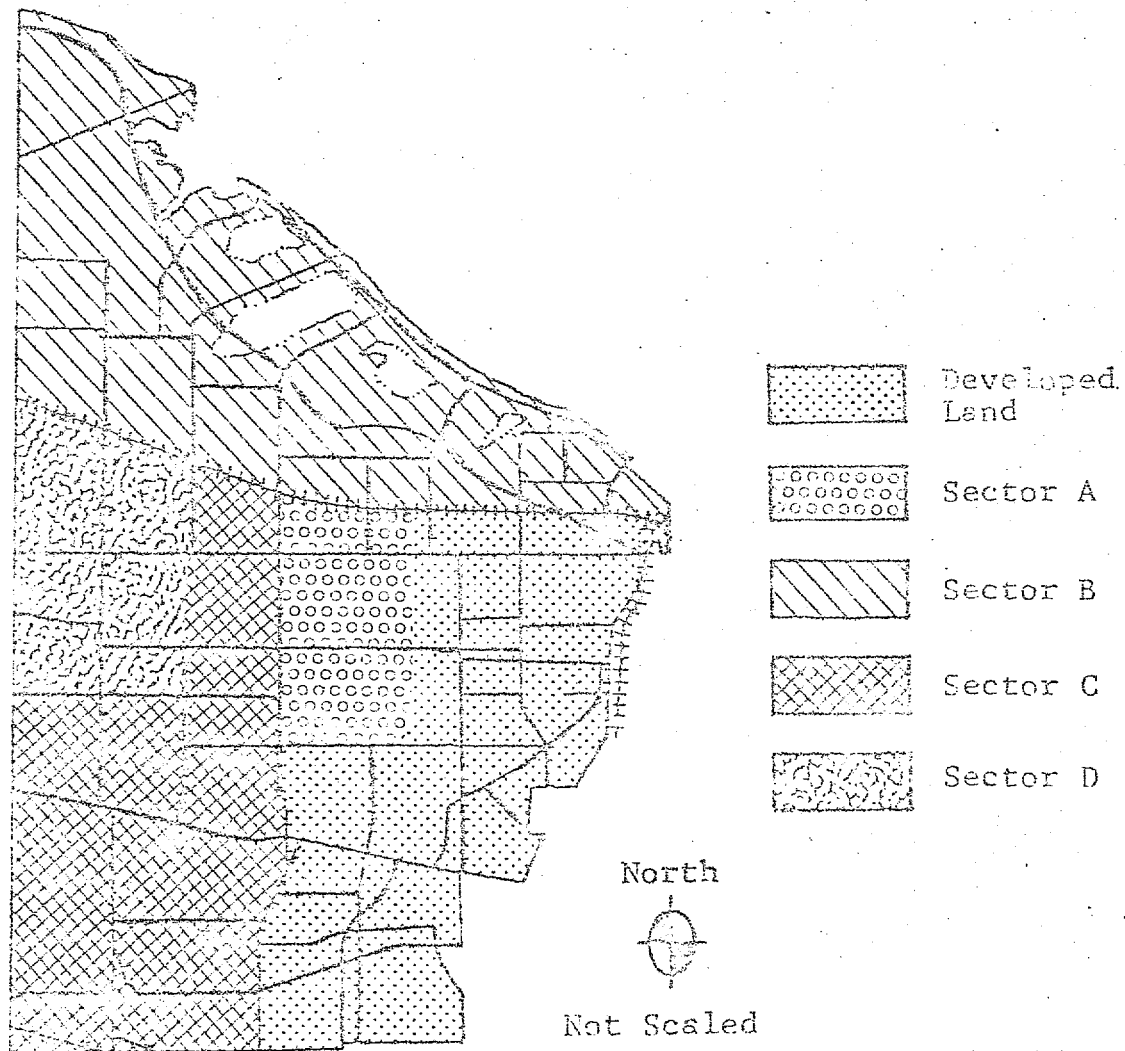 Developed
Land
Sector A
Sector B
Sector C
Sector D
North
Not Scaled